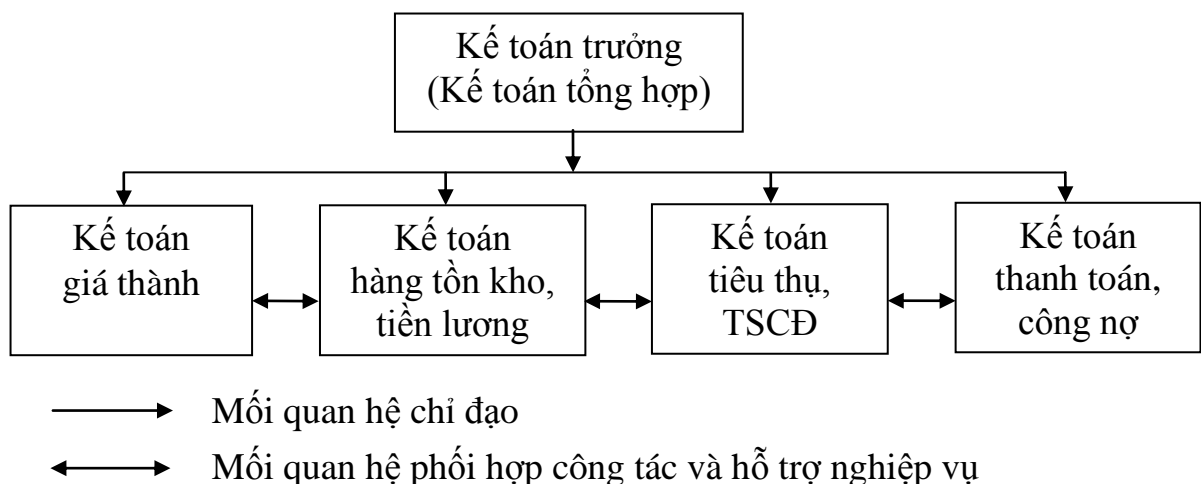 Kế toán trưởng
(Kế toán tổng hợp)
Kế toán
giá thành
Kế toán
hàng tồn kho,
tiền lương
Kế toán
tiêu thụ,
TSCĐ
Kế toán
thanh toán,
công nợ
Mối quan hệ chỉ đạo
Mối quan hệ phối hợp công tác và hỗ trợ nghiệp vụ